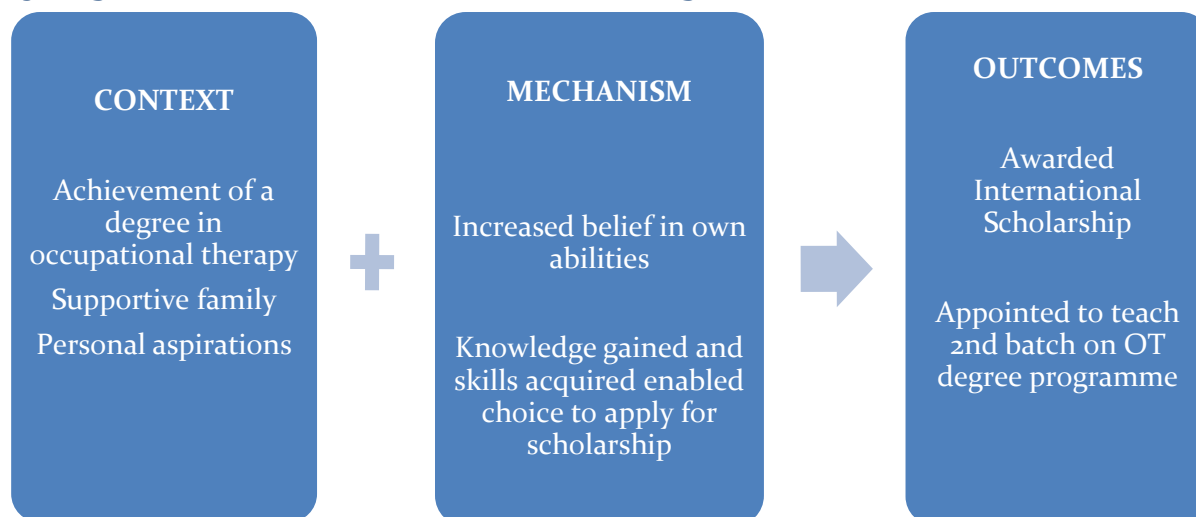 CONTEXT
Achievement of a
degree in
occupational therapy
Supportive family
Personal aspirations
MECHANISM
Increased belief in own
abilities
Knowledge gained and
skills acquired enabled
choice to apply for
scholarship
OUTCOMES
Awarded
International
Scholarship
Appointed to teach
2nd batch on OT
degree programme